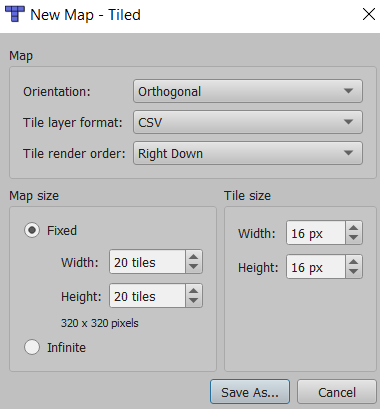 New Map - Tiled
Map
Orientation: Orthogonal
Tile layer format: CSV
Tile render order: Right Down
Map size
Fixed
Width: 20 tiles
Height: 20 tiles
320 x 320 pixels
Infinite
Tile size
Width: 16 px
Height: 16 px
Save As... Cancel